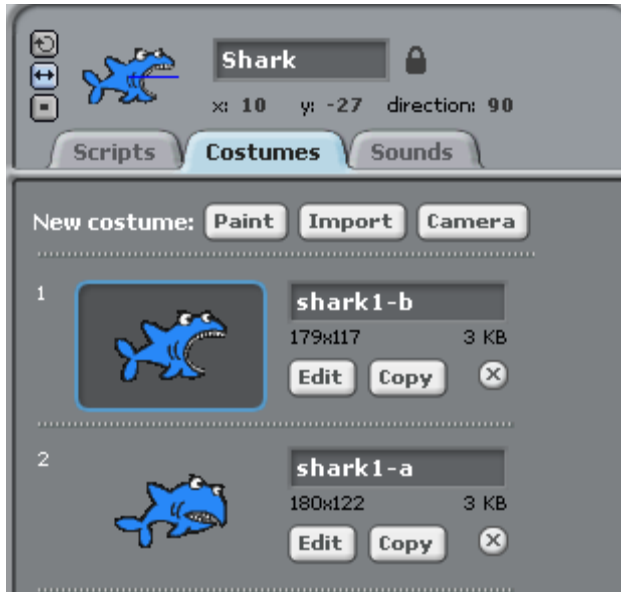 Shark
x: 10 y: -27 direction: 90
Scripts Costumes Sounds
New costume: Paint Import Camera
1
shark1-b
179x117 3 KB
Edit Copy
2
shark1-a
180x122 3 KB
Edit Copy